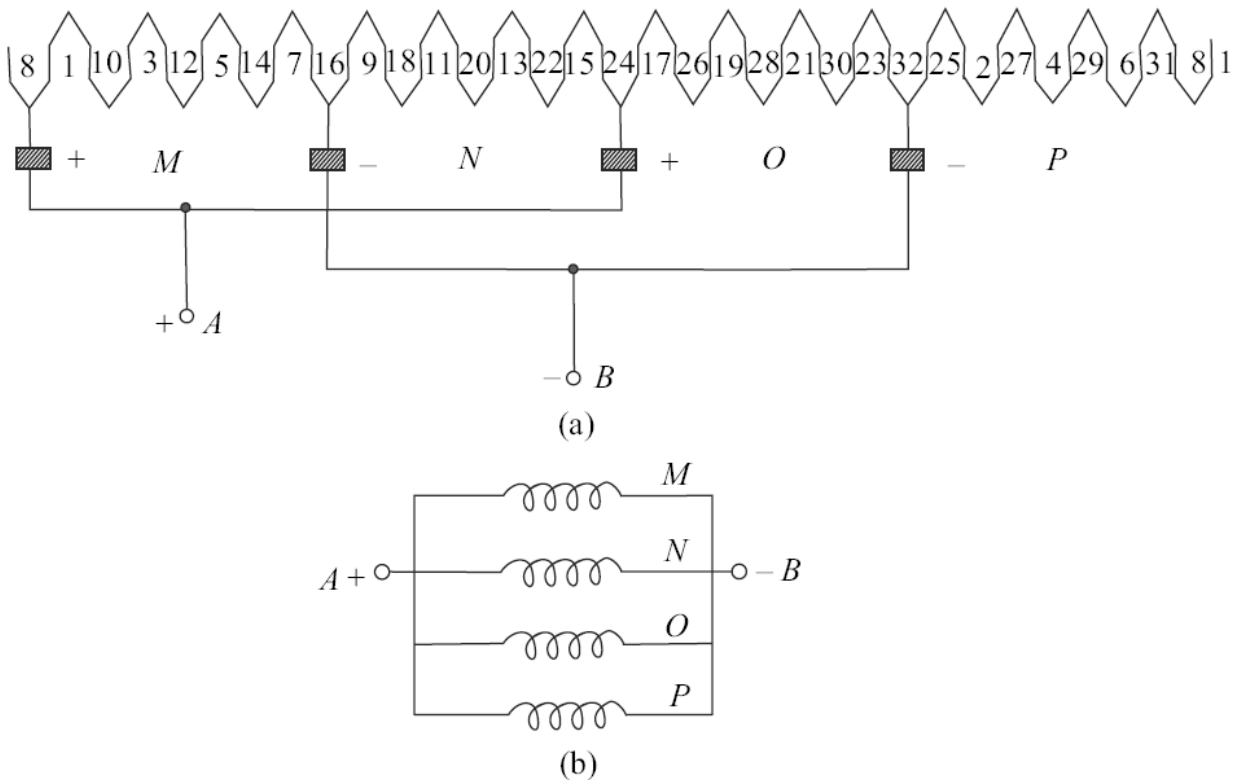 8 1 10 3 12 5 14 7 16 9 18 11 20 13 22 15 24 17 26 19 28 21 30 23 32 25 2 27 4 29 6 31 8 1
+ M – N + O – P
+ A
– B
(a)
M
N
A + – B
O
P
(b)